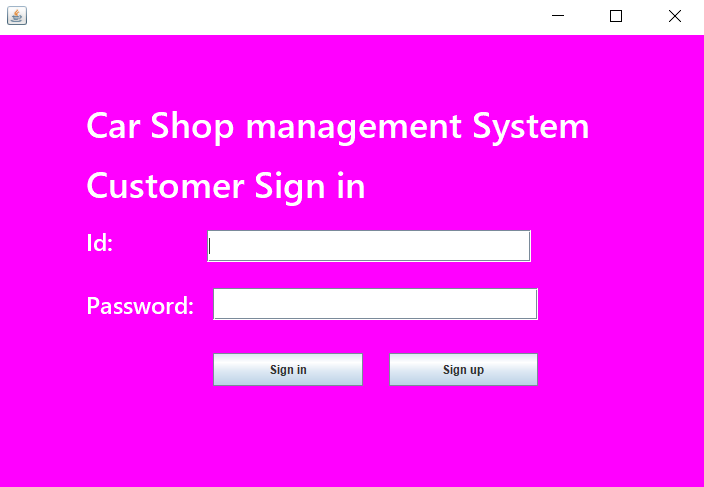 Car Shop management System
Customer Sign in
Id:
Password:
Sign in Sign up